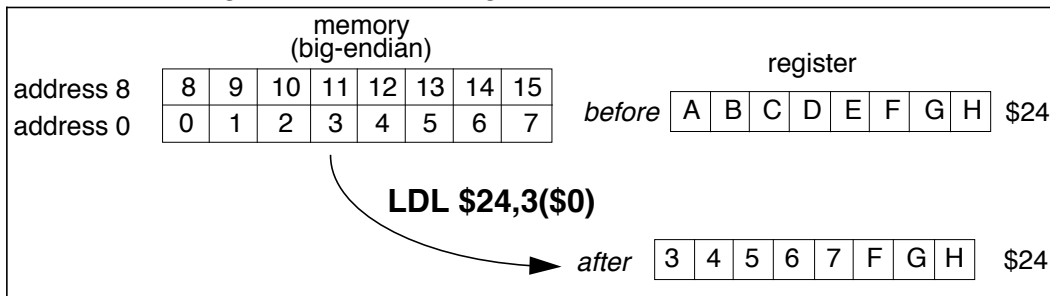 memory
(big-endian)
register
address 8 8 9 10 11 12 13 14 15
address 0 0 1 2 3 4 5 6 7
before A B C D E F G H $24
LDL $24,3($0)
after 3 4 5 6 7 F G H $24